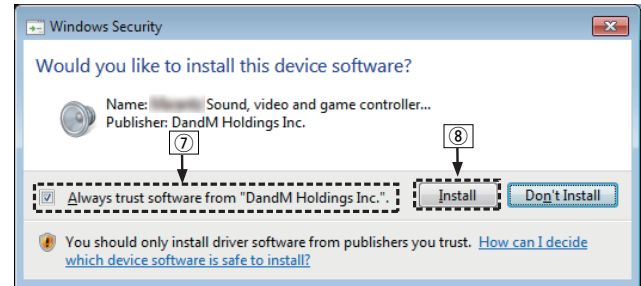 Windows Security
Would you like to install this device software?
Name: Sound, video and game controller...
Publisher: DandM Holdings Inc.
⑦
⑧
Always trust software from "DandM Holdings Inc.".
Install
Don't Install
You should only install driver software from publishers you trust. How can I decide
which device software is safe to install?